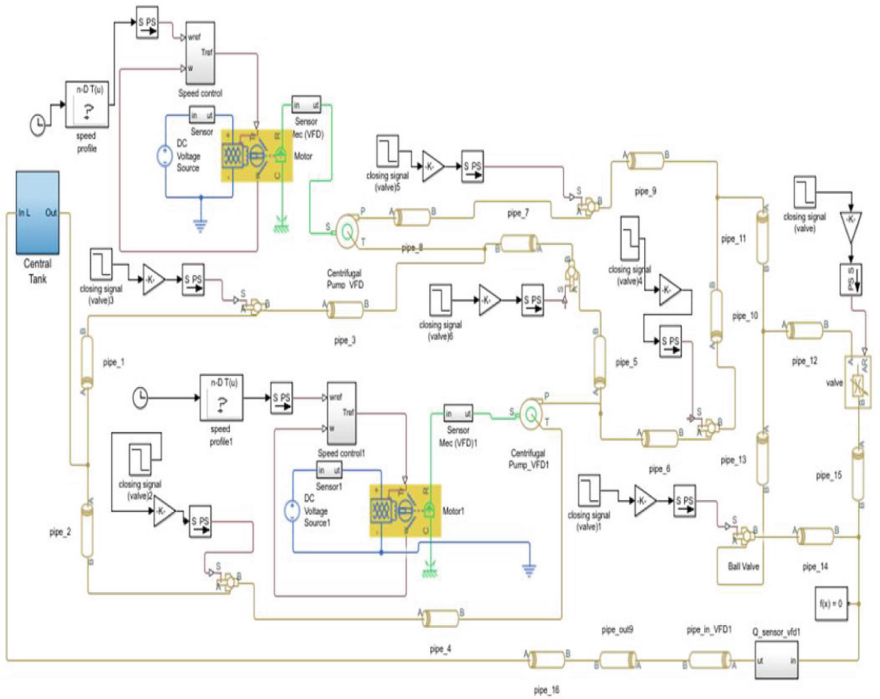 S PS
wref
Tref
w
Speed control
n-D T(u)
?
speed
profile
in ut
Sensor
DC
Voltage
Source
+
-
R
C
Motor
in ut
Sensor
Mec (VFD)
In L Out
Central
Tank
closing signal
(valve)5
-K-
S PS
S
A B
A B
pipe_9
P
S
T
A B
pipe_7
pipe_8
B A
Centrifugal
Pump_VFD
closing signal
(valve)3
-K-
S PS
S
A B
A B
pipe_3
closing signal
(valve)6
-K-
S PS
S
B
A
closing signal
(valve)4
-K-
S PS
S
A B
pipe_11
A
B
pipe_10
B
A
closing signal
(valve)
-K-
PS S
A B
pipe_12
A AR
B
valve
B
A
pipe_1
B
A
pipe_5
n-D T(u)
?
speed
profile1
S PS
wref
Tref
w
Speed control1
in ut
Sensor1
DC
Voltage
Source1
+
-
R
C
Motor1
in ut
Sensor
Mec (VFD)1
P
S
T
Centrifugal
Pump_VFD1
A B
pipe_6
pipe_13
A
B
pipe_15
B
A
closing signal
(valve)2
-K-
S PS
S
A B
pipe_2
A
B
closing signal
(valve)1
-K-
S PS
S
A B
Ball Valve
A B
pipe_14
f(x) = 0
A B
pipe_4
A B
pipe_16
pipe_out9
B A
pipe_in_VFD1
B A
Q_sensor_vfd1
ut in